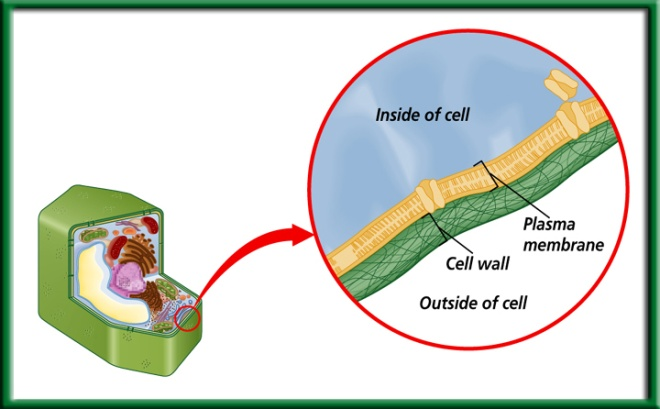 Inside of cell
Plasma
membrane
Cell wall
Outside of cell